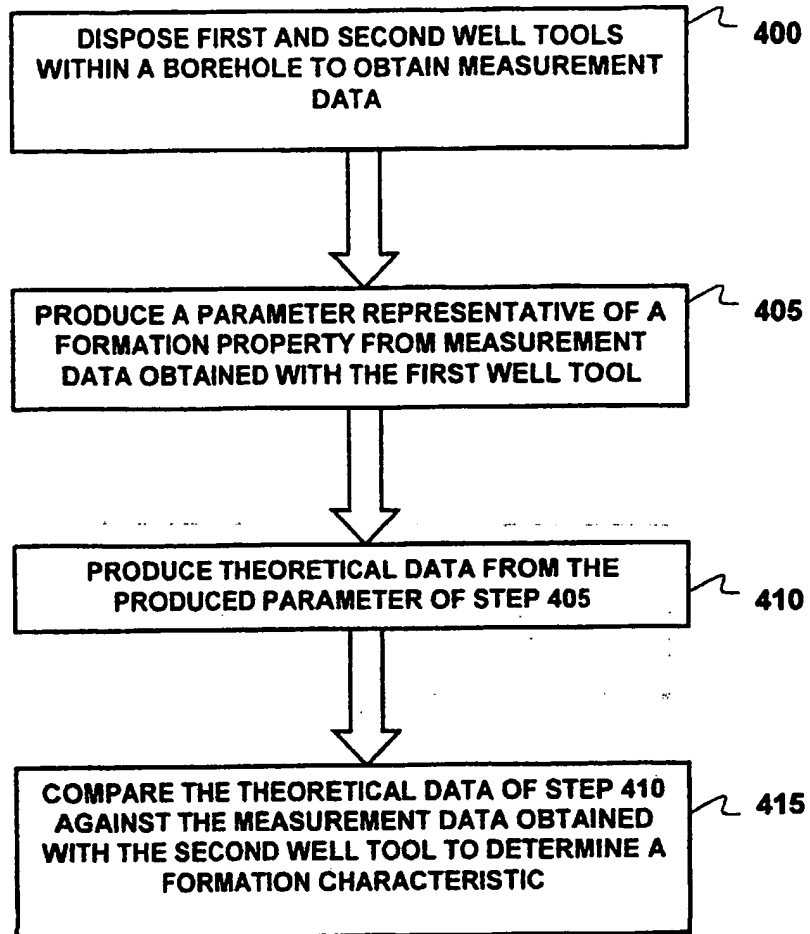 DISPOSE FIRST AND SECOND WELL TOOLS
WITHIN A BOREHOLE TO OBTAIN MEASUREMENT
DATA
400
PRODUCE A PARAMETER REPRESENTATIVE OF A
FORMATION PROPERTY FROM MEASUREMENT
DATA OBTAINED WITH THE FIRST WELL TOOL
405
PRODUCE THEORETICAL DATA FROM THE
PRODUCED PARAMETER OF STEP 405
410
COMPARE THE THEORETICAL DATA OF STEP 410
AGAINST THE MEASUREMENT DATA OBTAINED
WITH THE SECOND WELL TOOL TO DETERMINE A
FORMATION CHARACTERISTIC
415